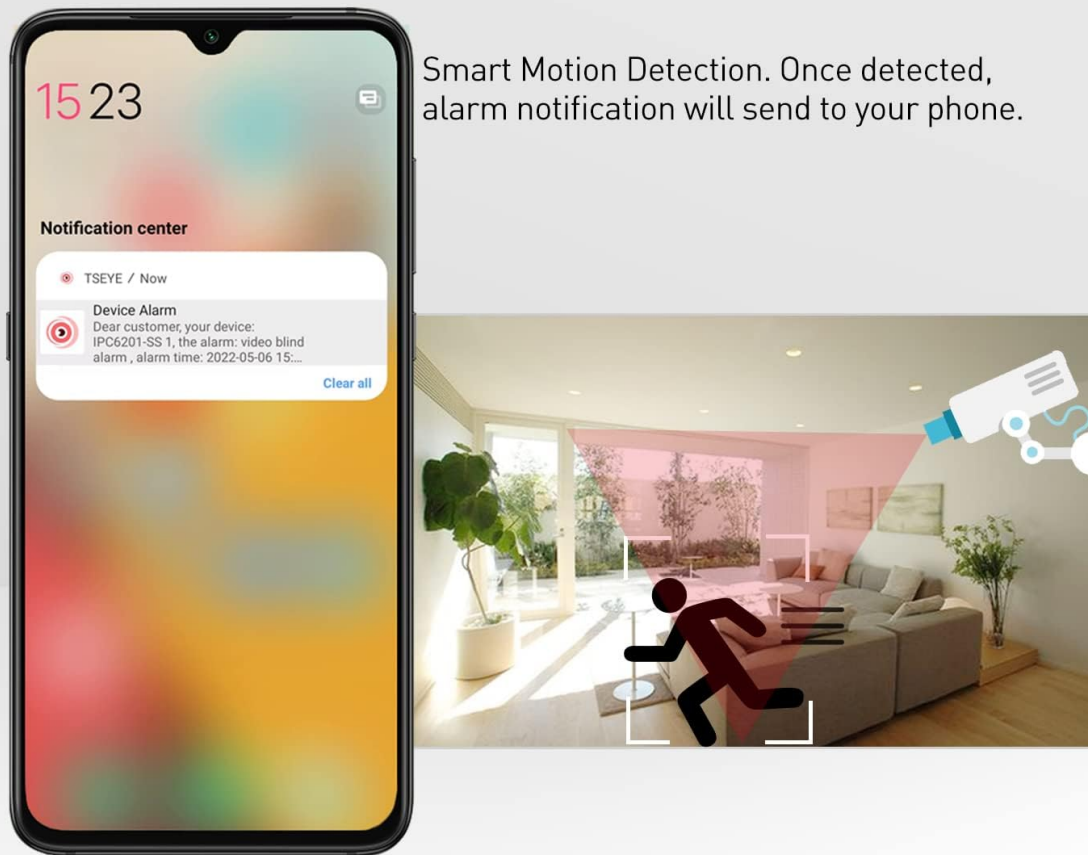 15 23
Smart Motion Detection. Once detected,
alarm notification will send to your phone.
Notification center
TSEYE / Now
Device Alarm
Dear customer, your device:
IPC6201-SS 1, the alarm: video blind
alarm , alarm time: 2022-05-06 15:...
Clear all